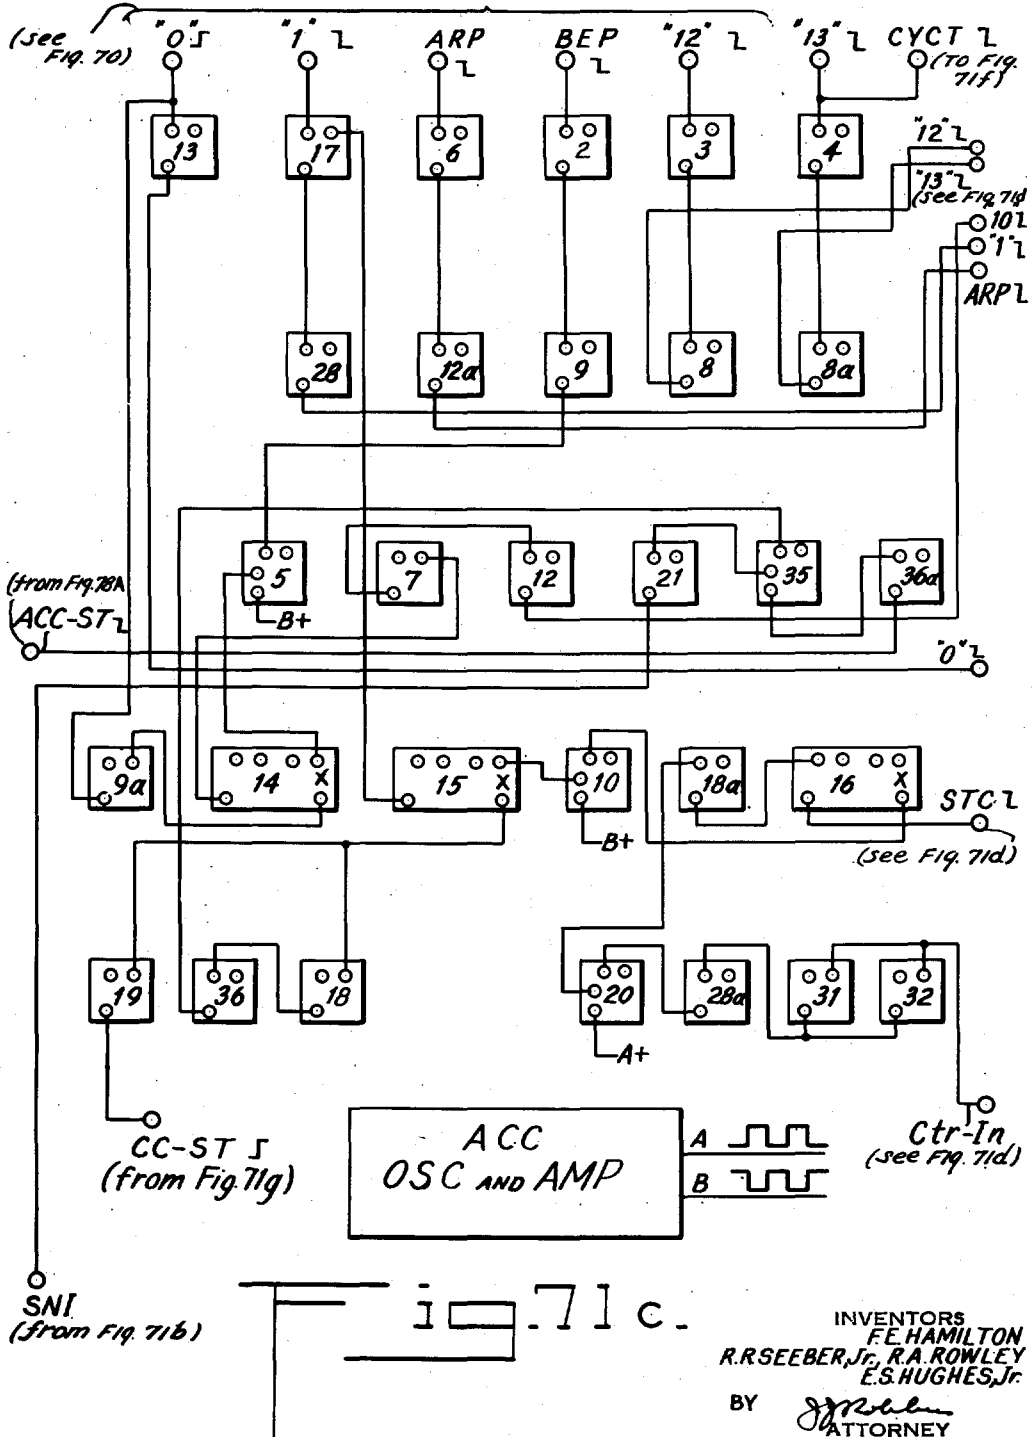 (see Fig. 70)
"0"
"1"
ARP
BEP
"12"
"13"
CYCT
(TO Fig. 71f)
13
17
6
2
3
4
"12"
"13"
(see Fig 71d
10
"1"
ARP
28
12a
9
8
8a
5
7
12
21
35
36a
B+
(from Fig. 78A
ACC-ST
"0"
9a
14
X
15
X
10
18a
16
X
STC
(see Fig. 71d)
B+
19
36
18
20
28a
31
32
A+
CC-ST
(from Fig. 71g)
ACC
OSC AND AMP
A
B
Ctr-In
(see Fig. 71d)
SNI
(from Fig. 71b)
Fig. 71c.
INVENTORS
F.E. HAMILTON
R.R SEEBER, Jr., R.A. ROWLEY
E.S. HUGHES, Jr.
BY
ATTORNEY